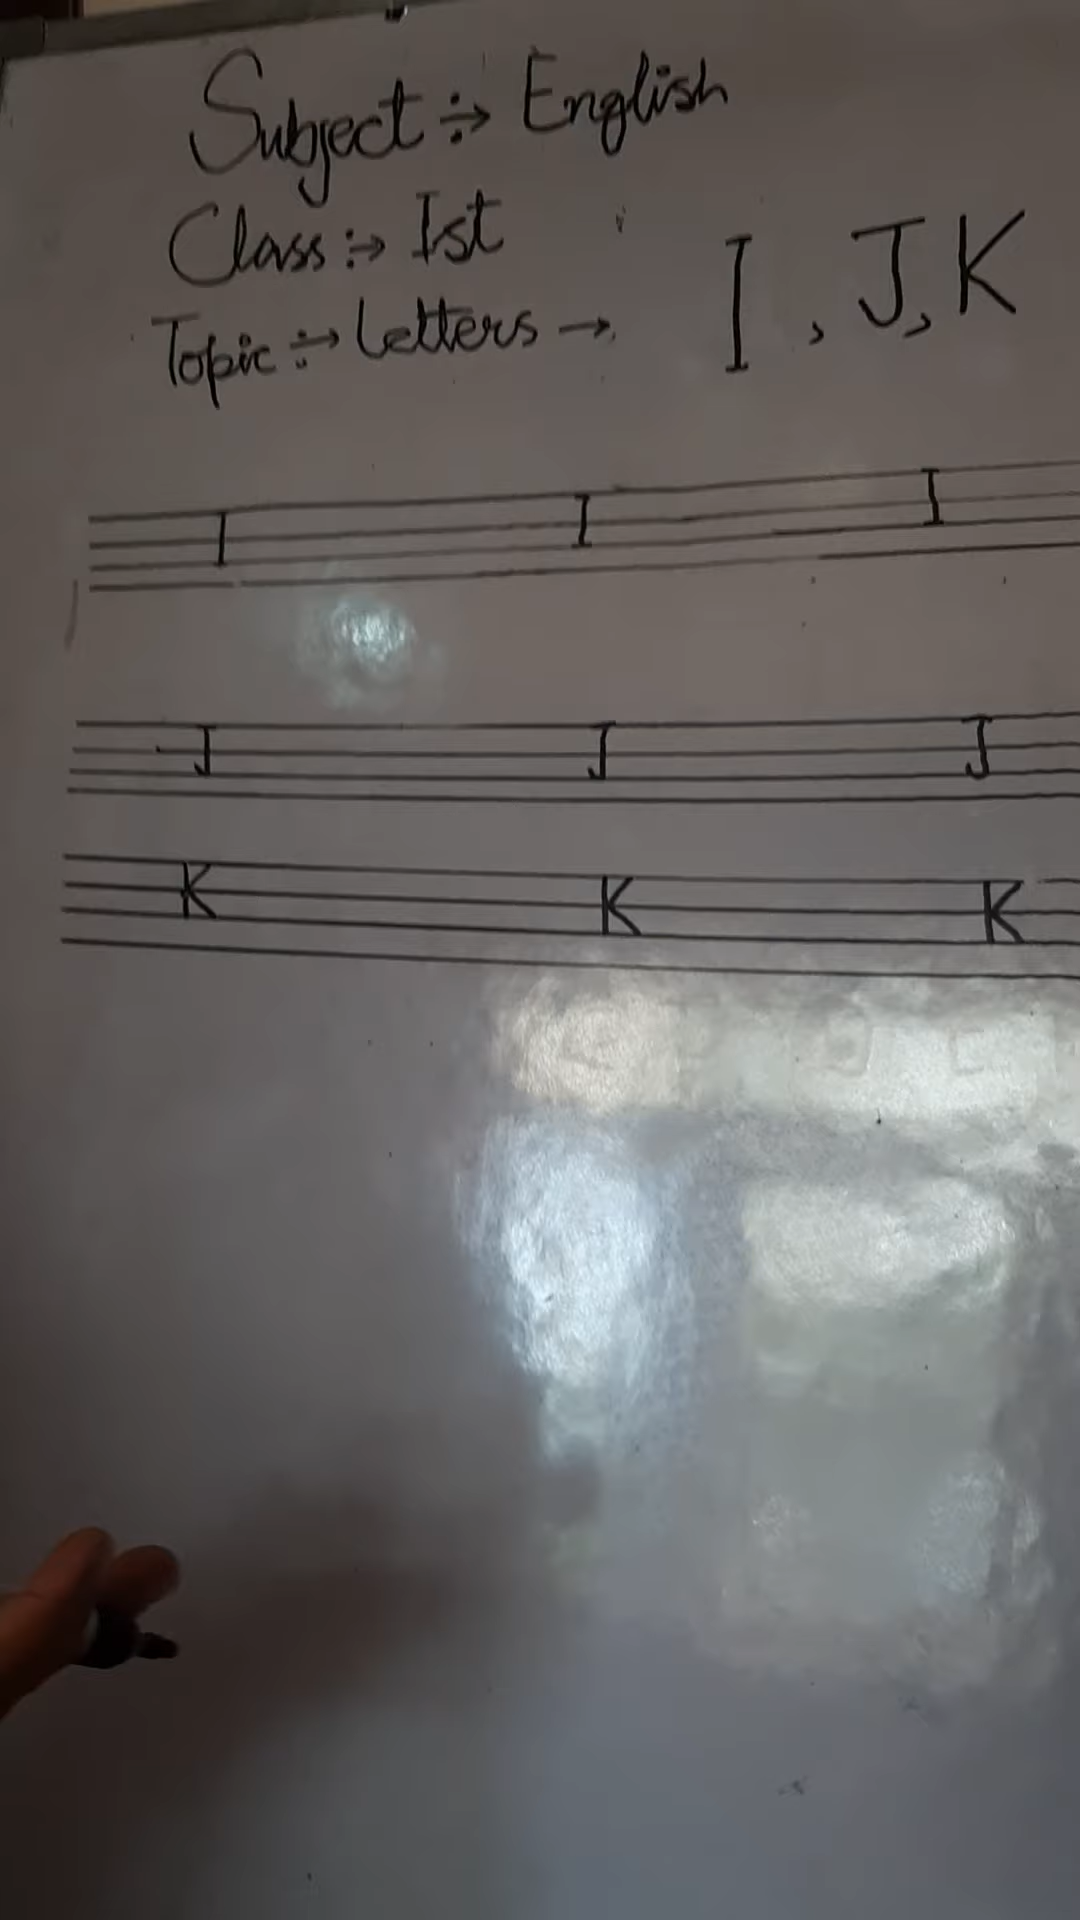 Subject :→ English
Class :→ Ist
Topic :→ Letters → I , J, K
I I I
J J J
K K K